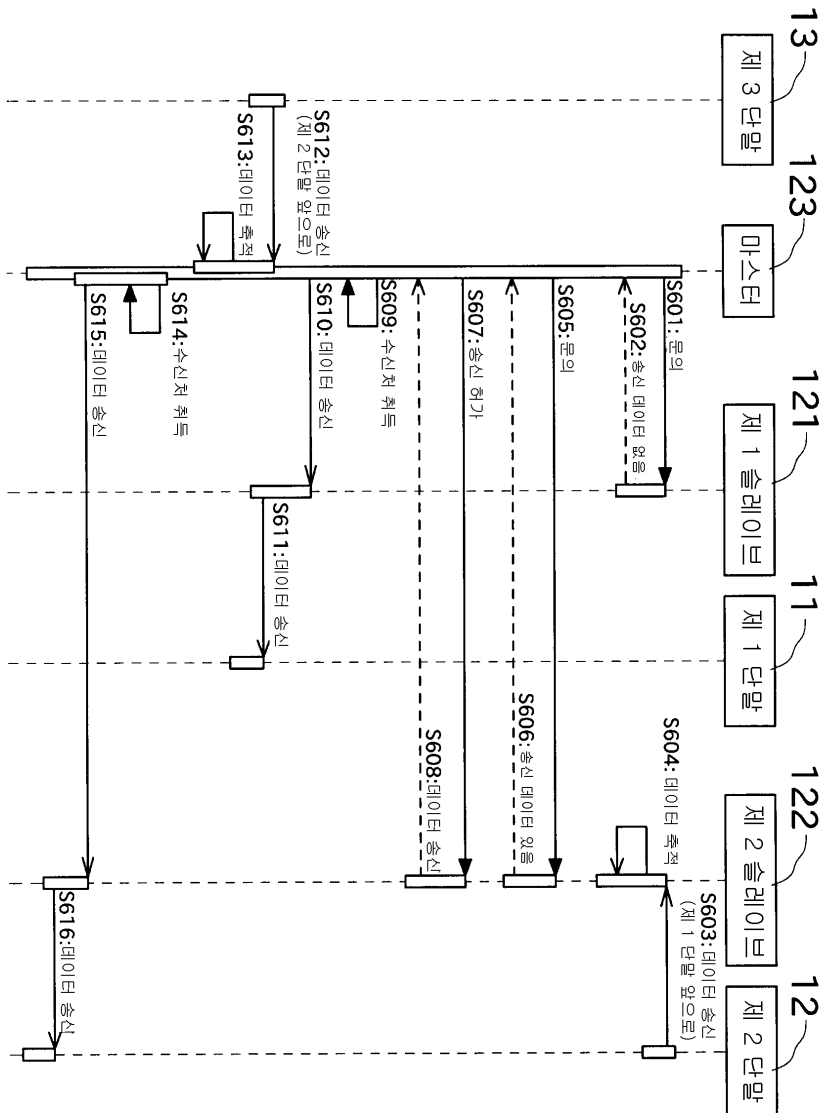 13
제 3 단말
123
마스터
121
제 1 슬레이브
11
제 1 단말
122
제 2 슬레이브
12
제 2 단말
S601:문의
S602:송신 데이터 없음
S603:데이터 송신
(제 1 단말 앞으로)
S604:데이터 축적
S605:문의
S606:송신 데이터 있음
S607:송신 허가
S608:데이터 송신
S609:수신처 취득
S610:데이터 송신
S611:데이터 송신
S612:데이터 송신
(제 2 단말 앞으로)
S613:데이터 축적
S614:수신처 취득
S615:데이터 송신
S616:데이터 송신